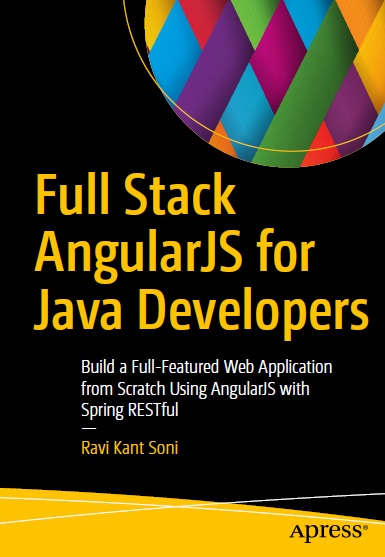 Full Stack
AngularJS for
Java Developers
Build a Full-Featured Web Application
from Scratch Using AngularJS with
Spring RESTful
—
Ravi Kant Soni
Apress®